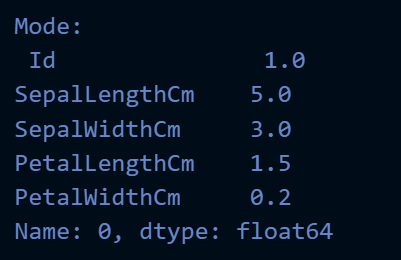 Mode:
 Id               1.0
SepalLengthCm    5.0
SepalWidthCm     3.0
PetalLengthCm    1.5
PetalWidthCm     0.2
Name: 0, dtype: float64